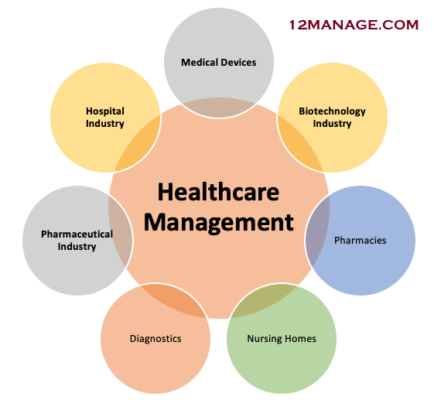 12MANAGE.COM
Medical Devices
Hospital
Industry
Biotechnology
Industry
Healthcare
Management
Pharmaceutical
Industry
Pharmacies
Diagnostics
Nursing Homes